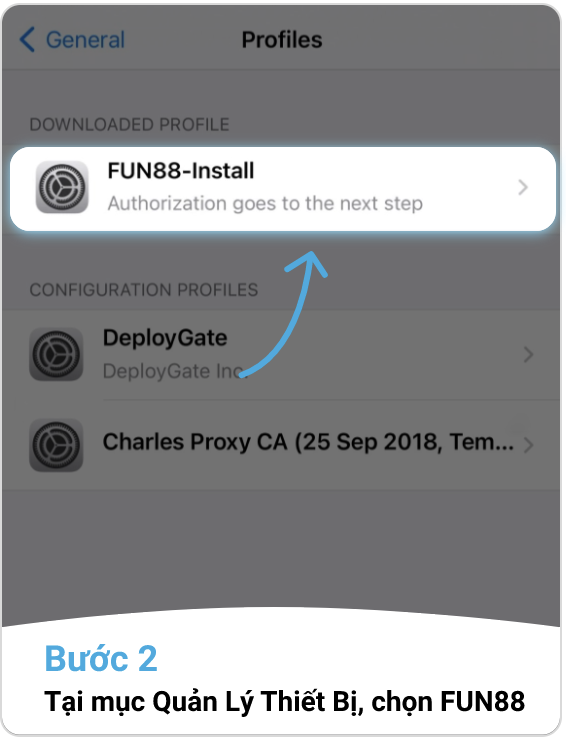 General
Profiles
DOWNLOADED PROFILE
FUN88-Install
Authorization goes to the next step
CONFIGURATION PROFILES
DeployGate
DeployGate Inc.
Charles Proxy CA (25 Sep 2018, Tem...
Bước 2
Tại mục Quản Lý Thiết Bị, chọn FUN88